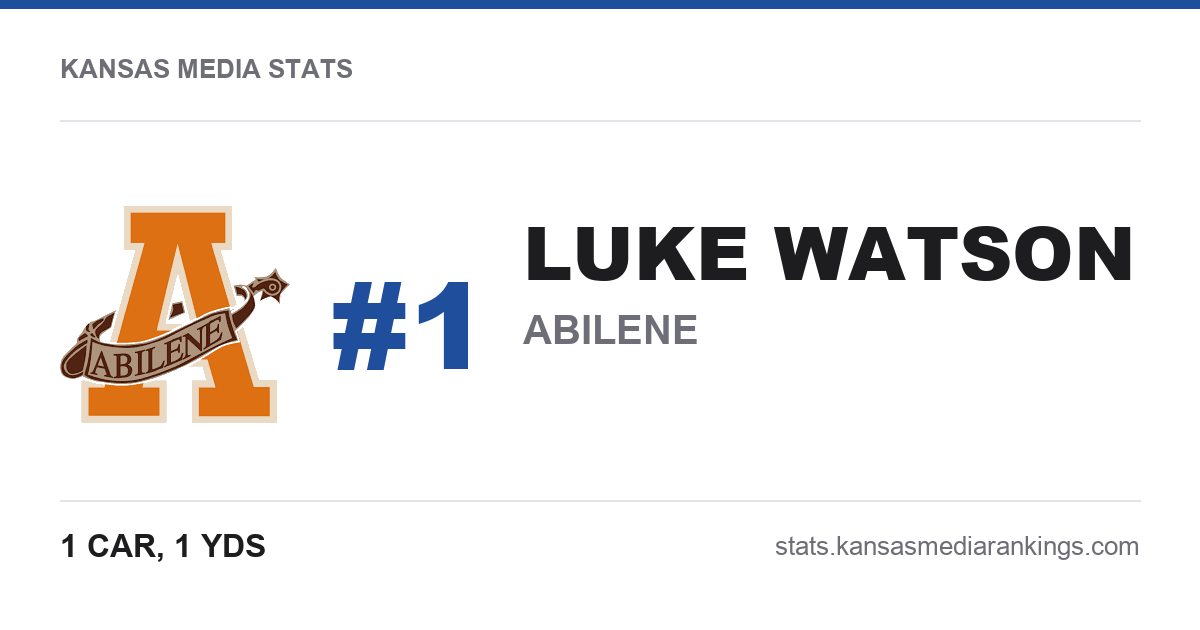 KANSAS MEDIA STATS
ABILENE
#1
LUKE WATSON
ABILENE
1 CAR, 1 YDS
stats.kansasmediarankings.com